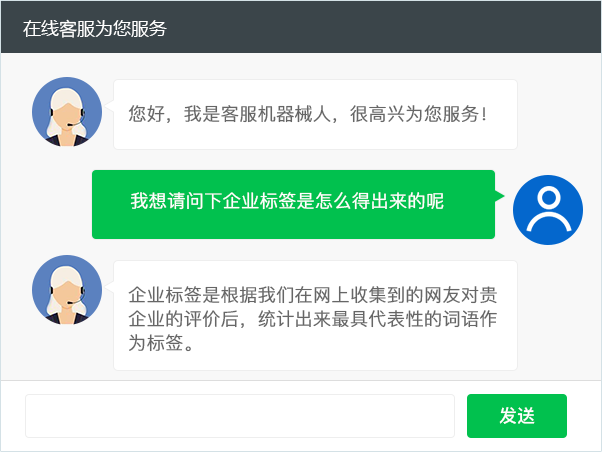 在线客服为您服务
您好，我是客服机器械人，很高兴为您服务！
我想请问下企业标签是怎么得出来的呢
企业标签是根据我们在网上收集到的网友对贵
企业的评价后，统计出来最具代表性的词语作
为标签。
发送